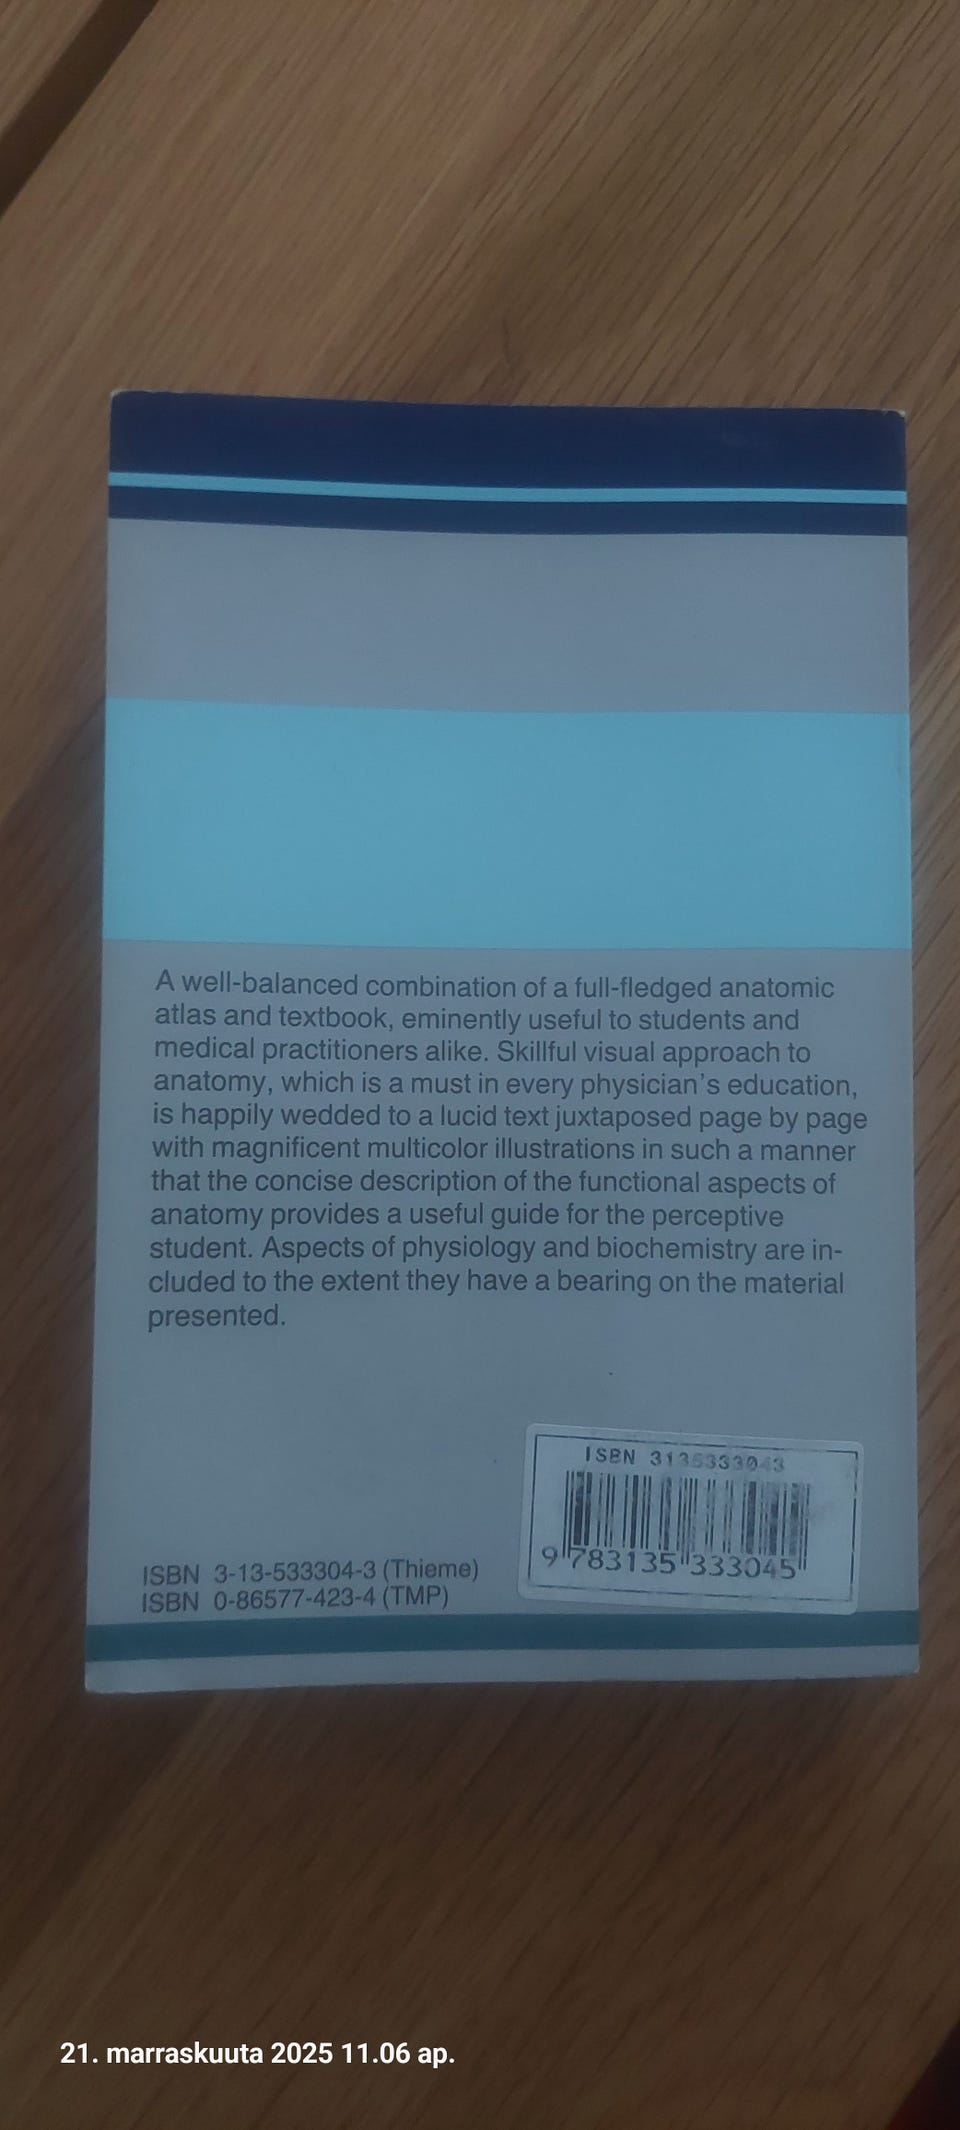 A well-balanced combination of a full-fledged anatomic
atlas and textbook, eminently useful to students and
medical practitioners alike. Skillful visual approach to
anatomy, which is a must in every physician's education,
is happily wedded to a lucid text juxtaposed page by page
with magnificent multicolor illustrations in such a manner
that the concise description of the functional aspects of
anatomy provides a useful guide for the perceptive
student. Aspects of physiology and biochemistry are in-
cluded to the extent they have a bearing on the material
presented.
ISBN 3135333043
9 783135 333045
ISBN 3-13-533304-3 (Thieme)
ISBN 0-86577-423-4 (TMP)
21. marraskuuta 2025 11.06 ap.